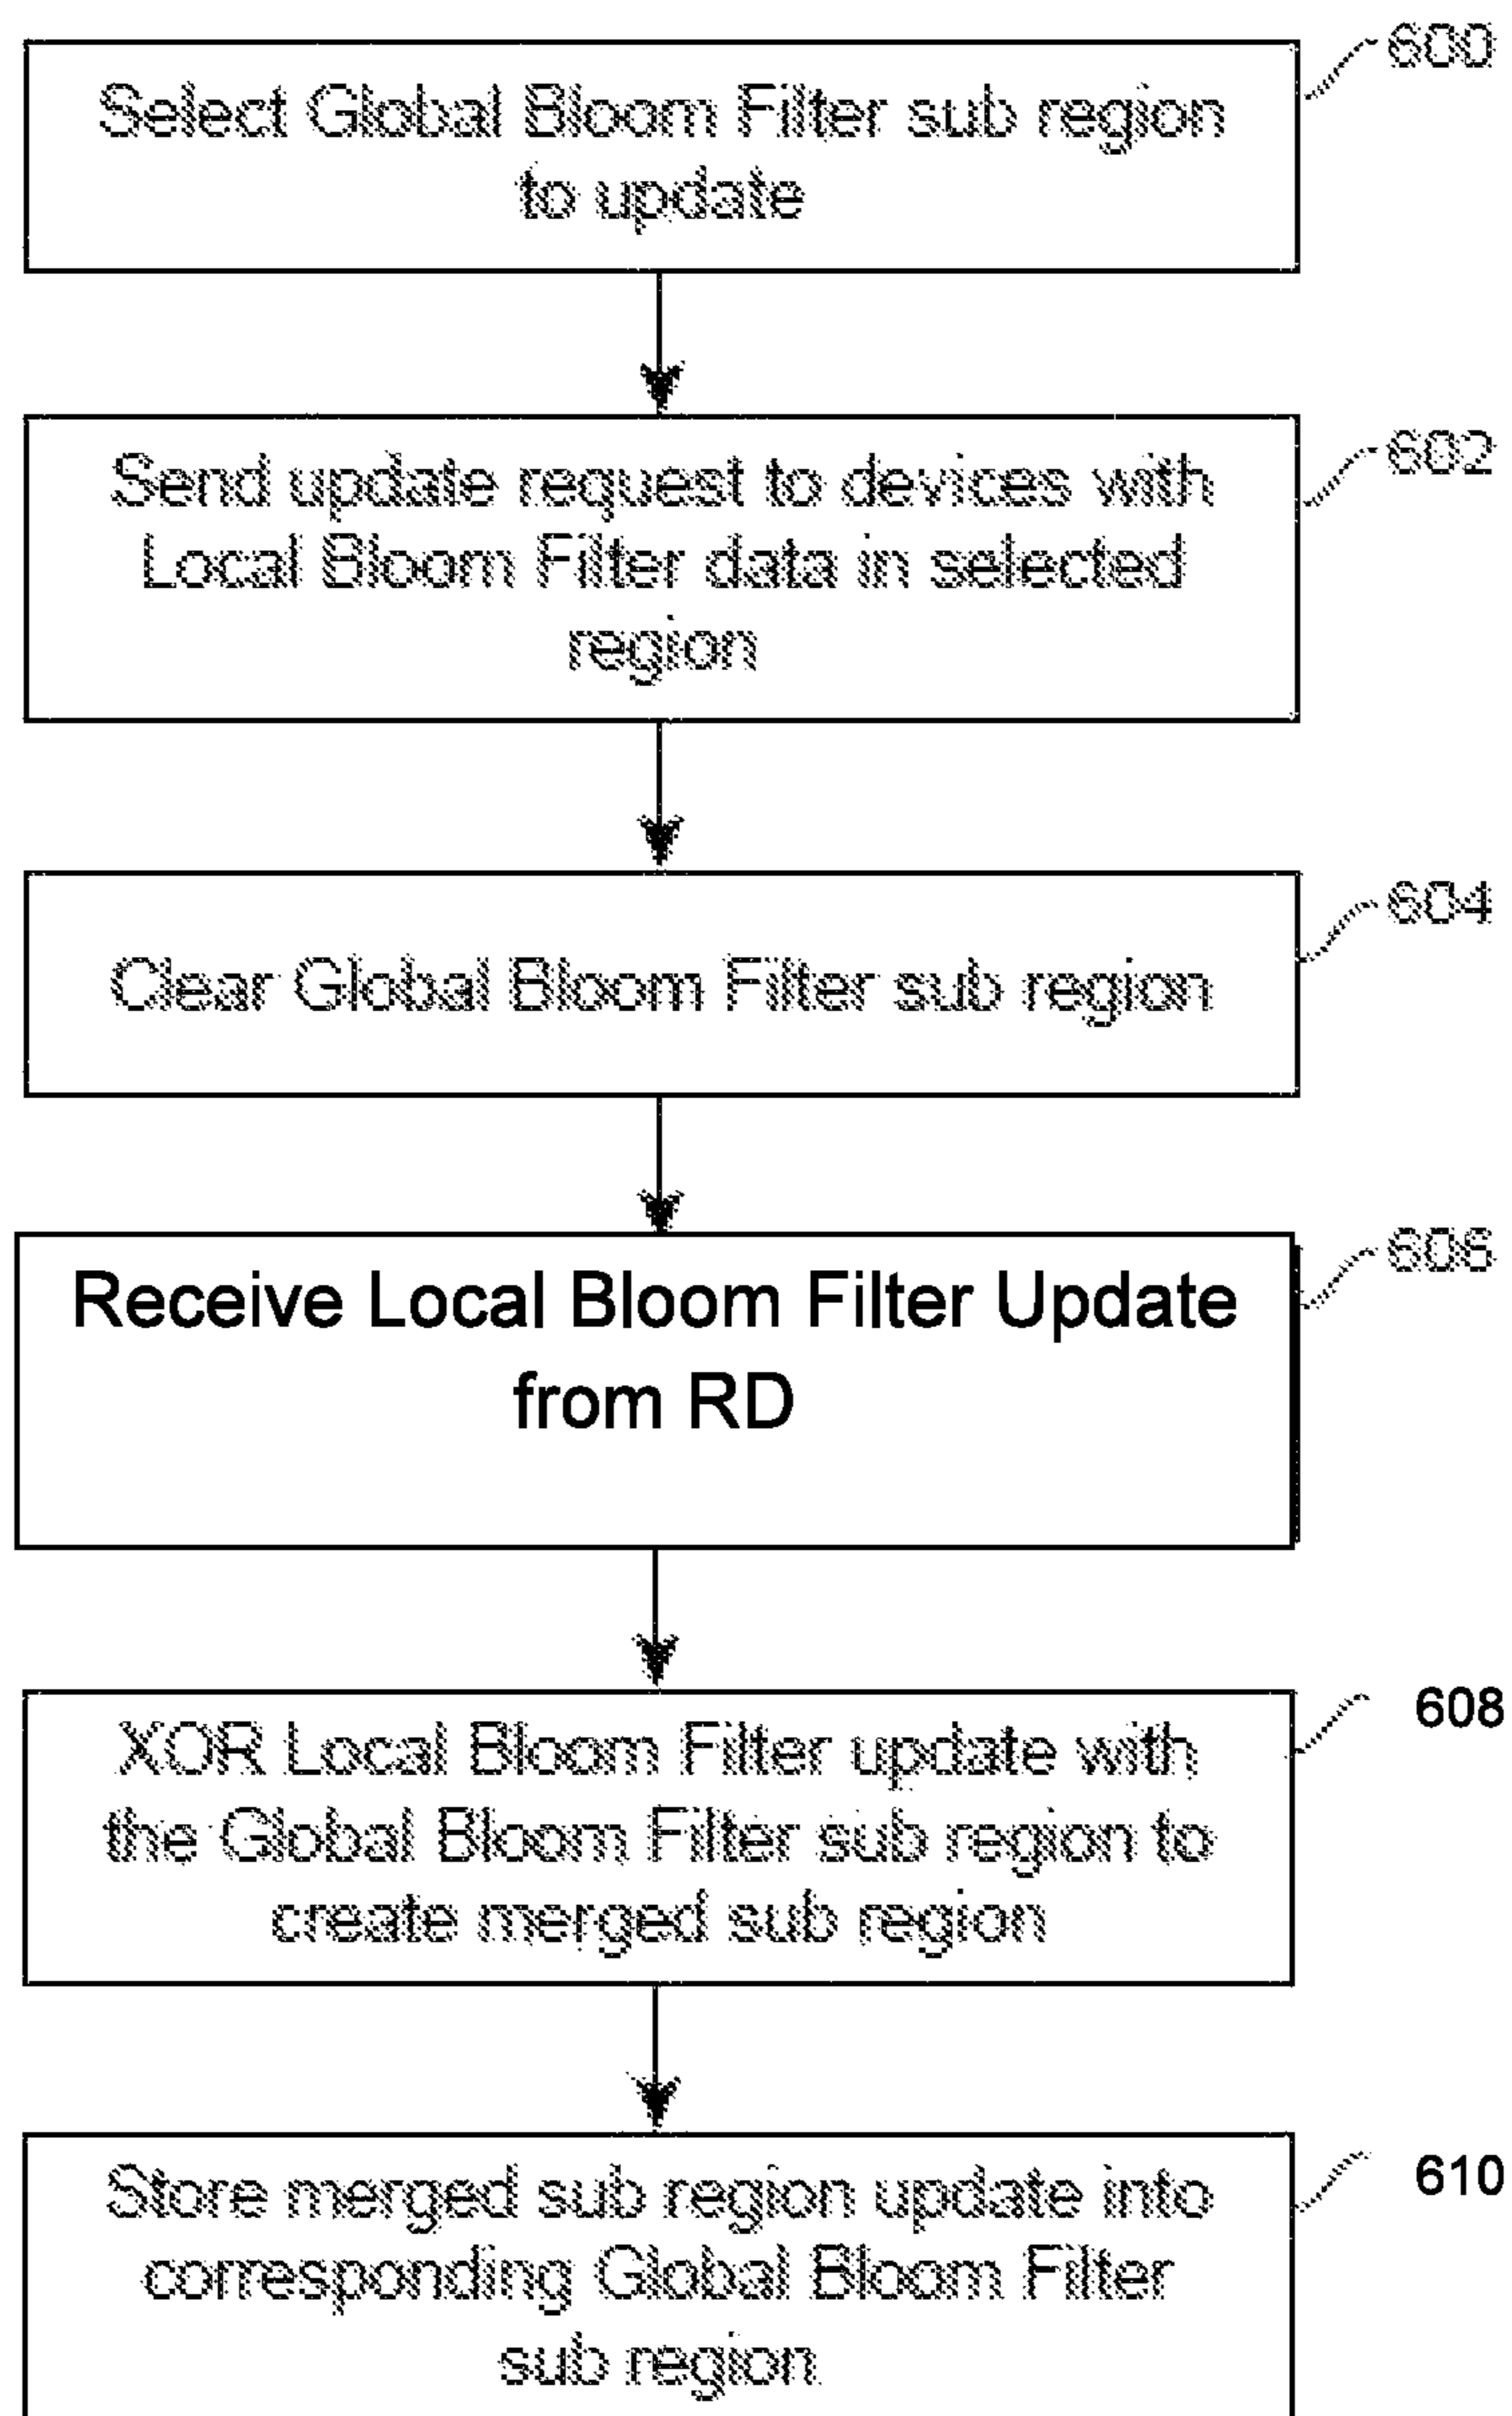 600
Select Global Bloom Filter sub region
to update
602
Send update request to devices with
Local Bloom Filter data in selected
region
604
Clear Global Bloom Filter sub region
606
Receive Local Bloom Filter Update
from RD
608
XOR Local Bloom Filter update with
the Global Bloom Filter sub region to
create merged sub region
610
Store merged sub region update into
corresponding Global Bloom Filter
sub region